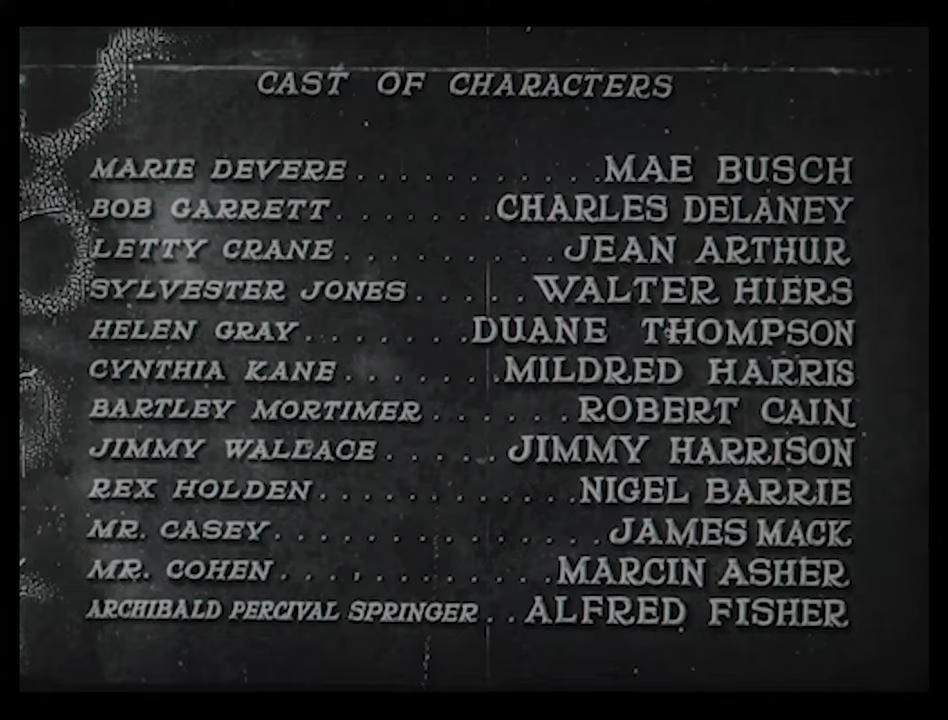 CAST OF CHARACTERS
MARIE DEVERE . . . . . . . . . . . MAE BUSCH
BOB GARRETT . . . . . . . CHARLES DELANEY
LETTY CRANE . . . . . . . . . JEAN ARTHUR
SYLVESTER JONES . . . . . WALTER HIERS
HELEN GRAY . . . . . . . DUANE THOMPSON
CYNTHIA KANE . . . . . . . MILDRED HARRIS
BARTLEY MORTIMER . . . . . . ROBERT CAIN
JIMMY WALLACE . . . . . JIMMY HARRISON
REX HOLDEN . . . . . . . . . . . . NIGEL BARRIE
MR. CASEY . . . . . . . . . . . . . . JAMES MACK
MR. COHEN . . . . . . . . . . . . MARCIN ASHER
ARCHIBALD PERCIVAL SPRINGER . . ALFRED FISHER